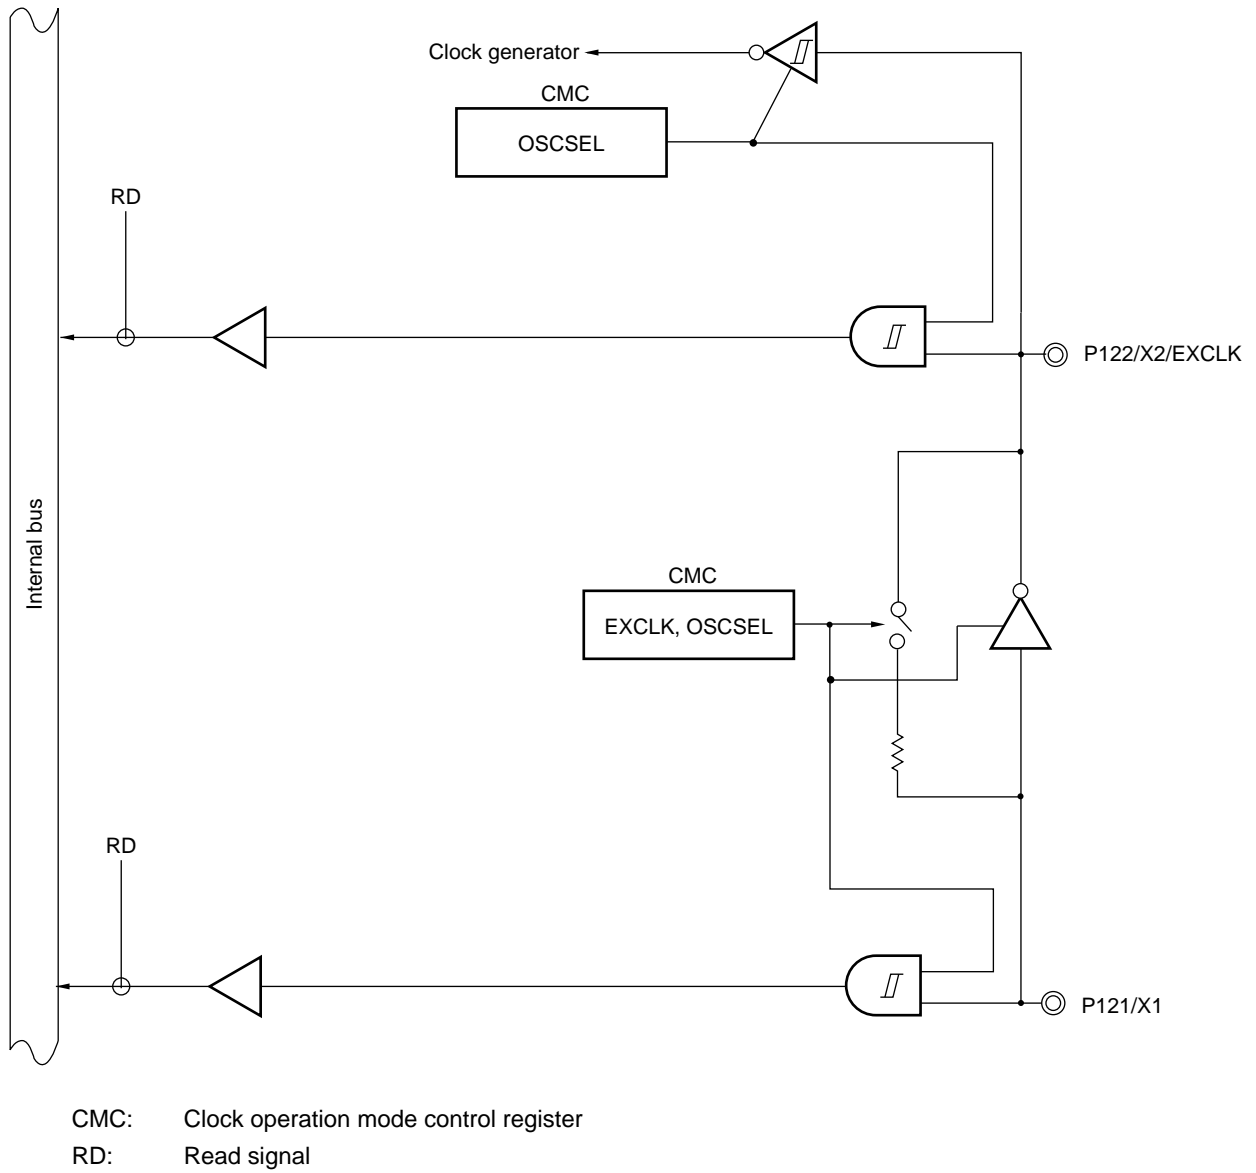 Clock generator
CMC
OSCSEL
RD
P122/X2/EXCLK
Internal bus
CMC
EXCLK, OSCSEL
RD
P121/X1
CMC: Clock operation mode control register
RD: Read signal